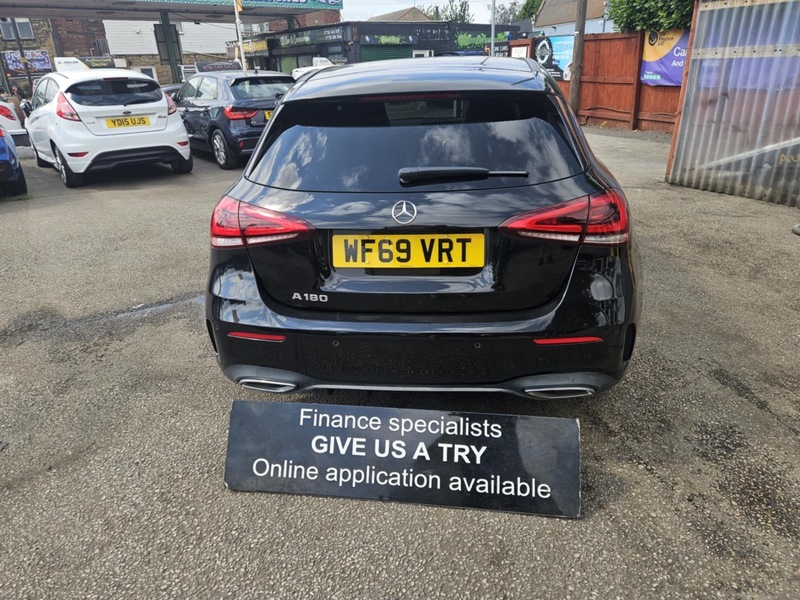 YD15 UJS
WF69 VRT
A180
Finance specialists
GIVE US A TRY
Online application available